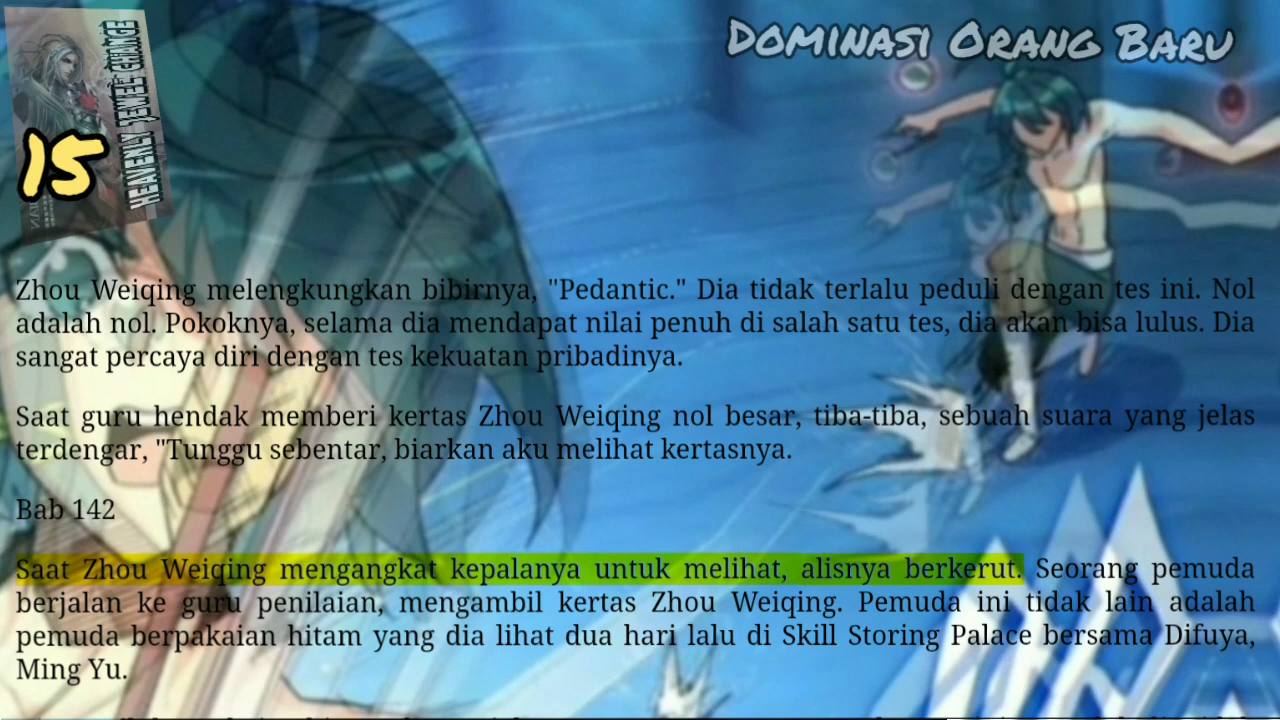 Dominasi Orang Baru
HEAVENLY JEWEL CHANGE
15
Zhou Weiqing melengkungkan bibirnya, "Pedantic." Dia tidak terlalu peduli dengan tes ini. Nol
adalah nol. Pokoknya, selama dia mendapat nilai penuh di salah satu tes, dia akan bisa lulus. Dia
sangat percaya diri dengan tes kekuatan pribadinya.
Saat guru hendak memberi kertas Zhou Weiqing nol besar, tiba-tiba, sebuah suara yang jelas
terdengar, "Tunggu sebentar, biarkan aku melihat kertasnya.
Bab 142
Saat Zhou Weiqing mengangkat kepalanya untuk melihat, alisnya berkerut. Seorang pemuda
berjalan ke guru penilaian, mengambil kertas Zhou Weiqing. Pemuda ini tidak lain adalah
pemuda berpakaian hitam yang dia lihat dua hari lalu di Skill Storing Palace bersama Difuya,
Ming Yu.